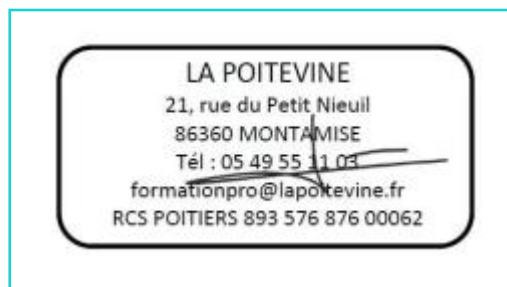 LA POITEVINE
21, rue du Petit Nieuil
86360 MONTAMISE
Tél : 05 49 55 11 03
formationpro@lapoitevine.fr
RCS POITIERS 893 576 876 00062